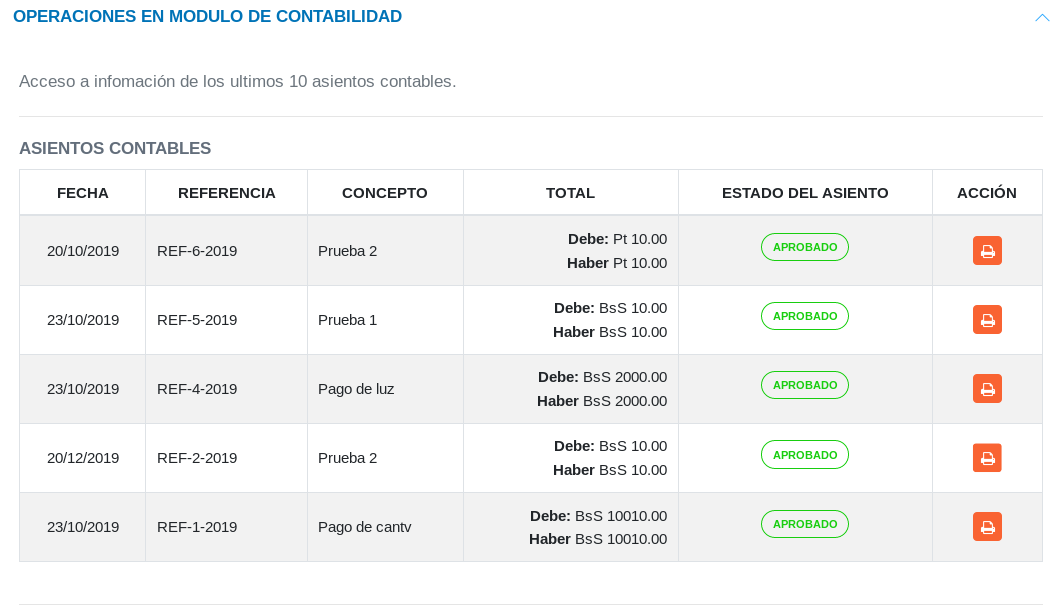 OPERACIONES EN MODULO DE CONTABILIDAD
Acceso a infomación de los ultimos 10 asientos contables.
ASIENTOS CONTABLES
FECHA REFERENCIA CONCEPTO TOTAL ESTADO DEL ASIENTO ACCIÓN
20/10/2019 REF-6-2019 Prueba 2 Debe: Pt 10.00 APROBADO
Haber Pt 10.00
23/10/2019 REF-5-2019 Prueba 1 Debe: BsS 10.00 APROBADO
Haber BsS 10.00
23/10/2019 REF-4-2019 Pago de luz Debe: BsS 2000.00 APROBADO
Haber BsS 2000.00
20/12/2019 REF-2-2019 Prueba 2 Debe: BsS 10.00 APROBADO
Haber BsS 10.00
23/10/2019 REF-1-2019 Pago de cantv Debe: BsS 10010.00 APROBADO
Haber BsS 10010.00